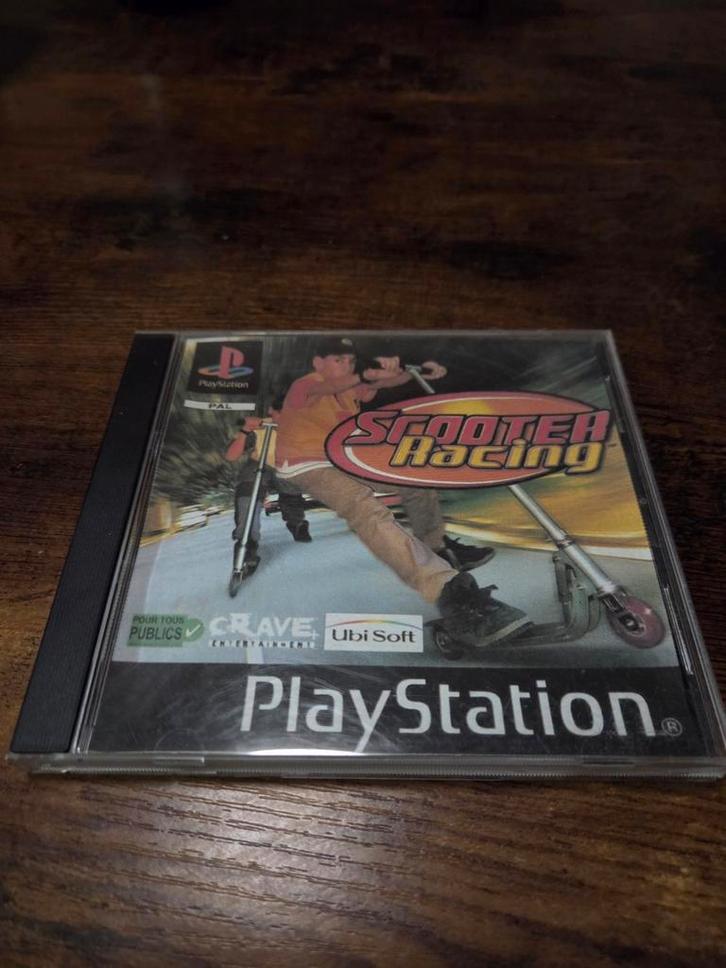 PlayStation
PAL
SCOOTER
Racing
POUR TOUS
PUBLICS
CRAVE
ENTERTAINMENT
Ubi Soft
PlayStation®